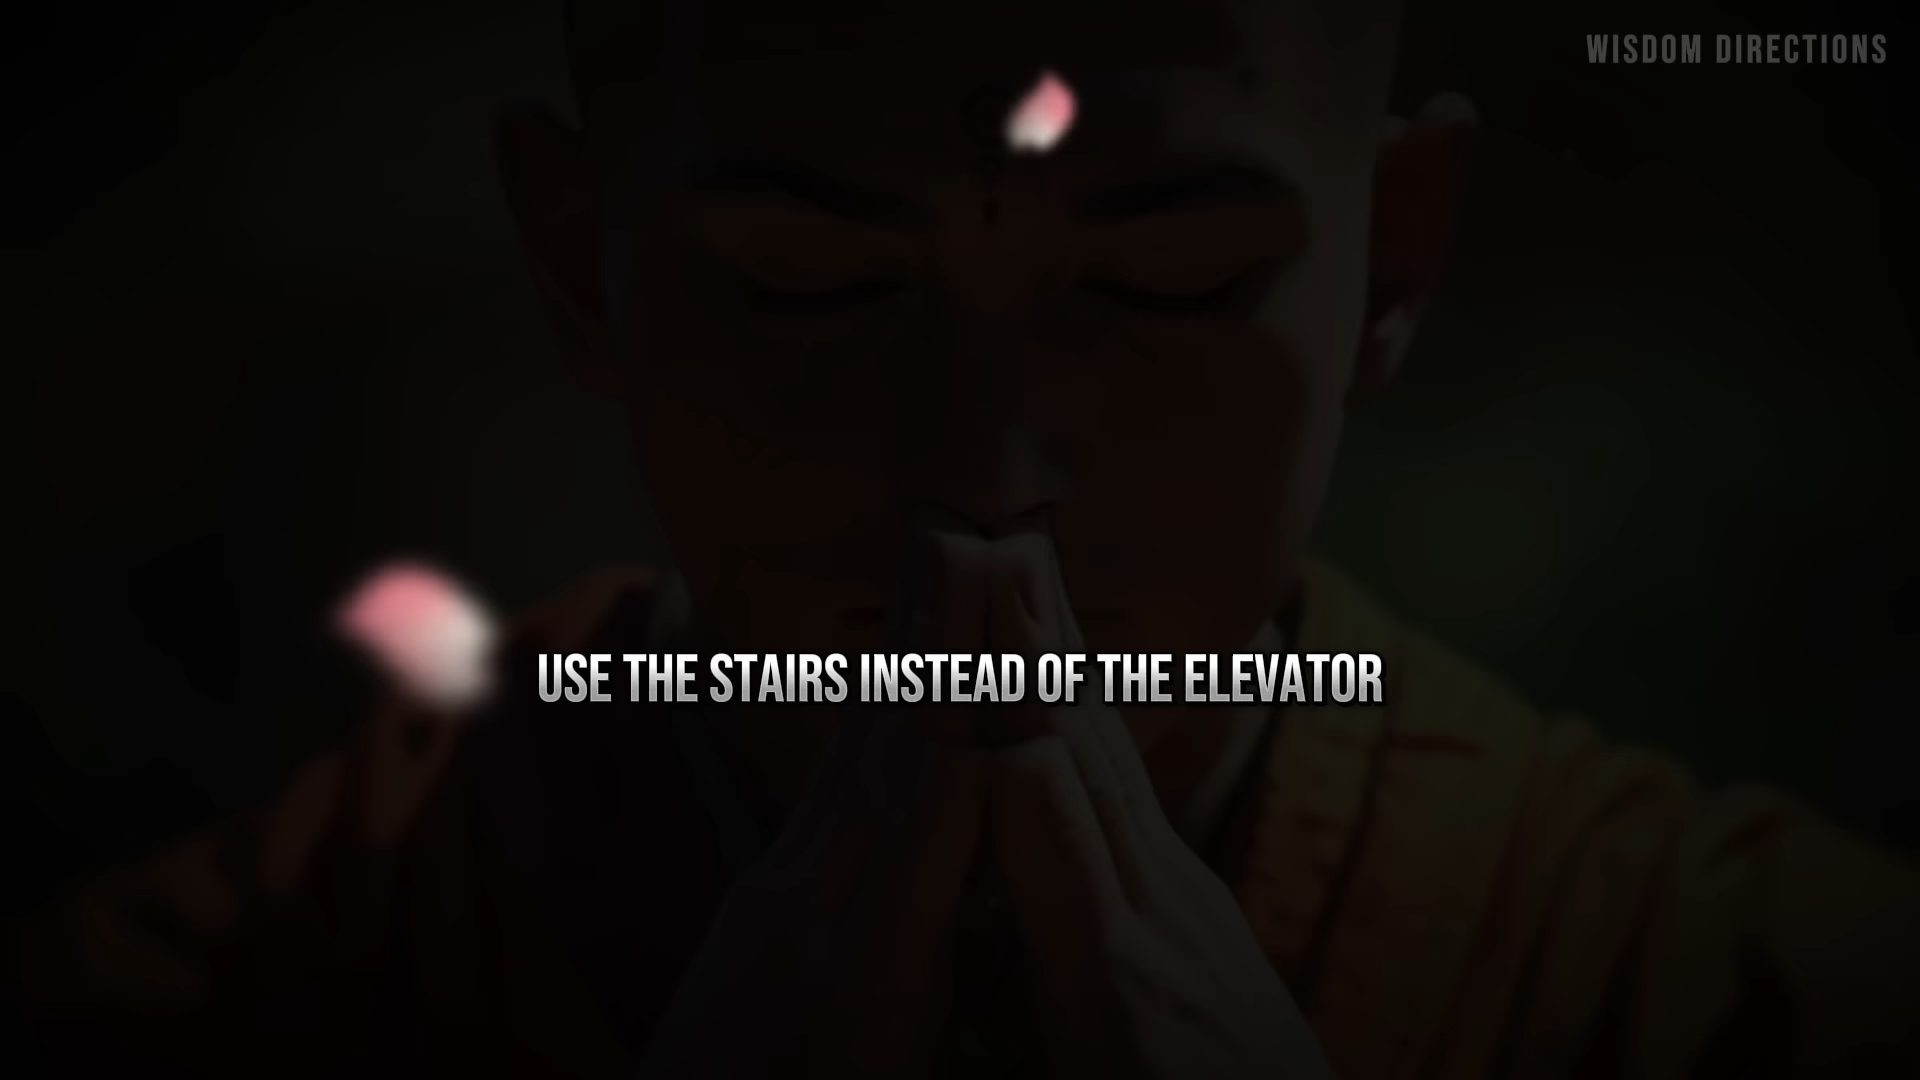 WISDOM DIRECTIONS
USE THE STAIRS INSTEAD OF THE ELEVATOR